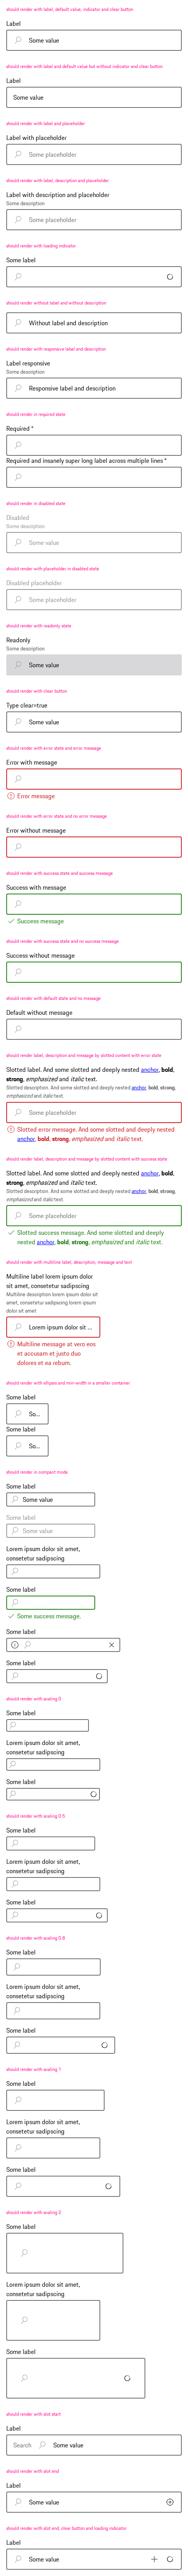 should render with label, default value, indicator and clear button
Label
Some value
should render with label and default value but without indicator and clear button
Label
Some value
should render with label and placeholder
Label with placeholder
Some placeholder
should render with label, description and placeholder
Label with description and placeholder
Some description
Some placeholder
should render with loading indicator
Some label
should render without label and without description
Without label and description
should render with responsive label and description
Label responsive
Some description
Responsive label and description
should render in required state
Required *
Required and insanely super long label across multiple lines *
should render in disabled state
Disabled
Some description
Some value
should render with placeholder in disabled state
Disabled placeholder
Some placeholder
should render with readonly state
Readonly
Some description
Some value
should render with clear button
Type clear=true
Some value
should render with error state and error message
Error with message
Error message
should render with error state and no error message
Error without message
should render with success state and success message
Success with message
Success message
should render with success state and no success message
Success without message
should render with default state and no message
Default without message
should render label, description and message by slotted content with error state
Slotted label. And some slotted and deeply nested anchor, bold,
strong, emphasized and italic text.
Slotted description. And some slotted and deeply nested anchor, bold, strong,
emphasized and italic text.
Some placeholder
Slotted error message. And some slotted and deeply nested
anchor, bold, strong, emphasized and italic text.
should render label, description and message by slotted content with success state
Slotted label. And some slotted and deeply nested anchor, bold,
strong, emphasized and italic text.
Slotted description. And some slotted and deeply nested anchor, bold, strong,
emphasized and italic text.
Some placeholder
Slotted success message. And some slotted and deeply
nested anchor, bold, strong, emphasized and italic text.
should render with multiline label, description, message and text
Multiline label lorem ipsum dolor
sit amet, consetetur sadipscing
Multiline description lorem ipsum dolor sit
amet, consetetur sadipscing lorem ipsum
dolor sit amet
Lorem ipsum dolor sit ...
Multiline message at vero eos
et accusam et justo duo
dolores et ea rebum.
should render with ellipsis and min-width in a smaller container
Some label
So...
Some label
So...
should render in compact mode
Some label
Some value
Some label
Some value
Lorem ipsum dolor sit amet,
consetetur sadipscing
Some label
Some success message.
Some label
Some label
should render with scaling 0
Some label
Lorem ipsum dolor sit amet,
consetetur sadipscing
Some label
should render with scaling 0.5
Some label
Lorem ipsum dolor sit amet,
consetetur sadipscing
Some label
should render with scaling 0.8
Some label
Lorem ipsum dolor sit amet,
consetetur sadipscing
Some label
should render with scaling 1
Some label
Lorem ipsum dolor sit amet,
consetetur sadipscing
Some label
should render with scaling 2
Some label
Lorem ipsum dolor sit amet,
consetetur sadipscing
Some label
should render with slot start
Label
Search Some value
should render with slot end
Label
Some value
should render with slot end, clear button and loading indicator
Label
Some value